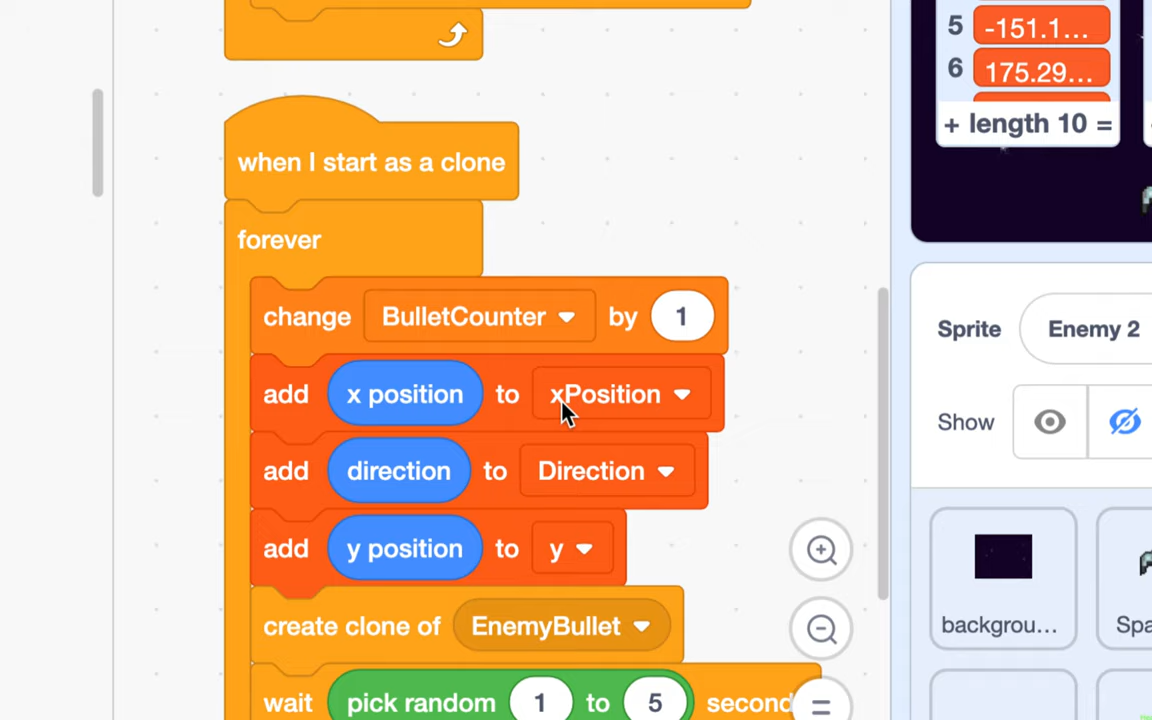 5 -151.1...
6 175.29...
+ length 10 =
when I start as a clone
forever
change BulletCounter by 1
add x position to xPosition
add direction to Direction
add y position to y
create clone of EnemyBullet
wait pick random 1 to 5 second
=
Sprite Enemy 2
Show
backgrou... Spa